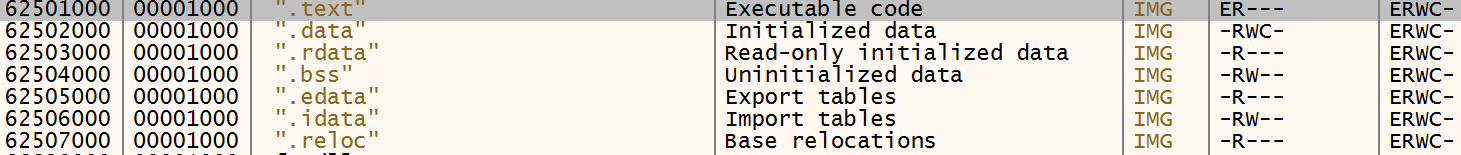 62501000 00001000 ".text" Executable code IMG ER--- ERWC-
62502000 00001000 ".data" Initialized data IMG -RWC- ERWC-
62503000 00001000 ".rdata" Read-only initialized data IMG -R--- ERWC-
62504000 00001000 ".bss" Uninitialized data IMG -RW-- ERWC-
62505000 00001000 ".edata" Export tables IMG -R--- ERWC-
62506000 00001000 ".idata" Import tables IMG -RW-- ERWC-
62507000 00001000 ".reloc" Base relocations IMG -R--- ERWC-